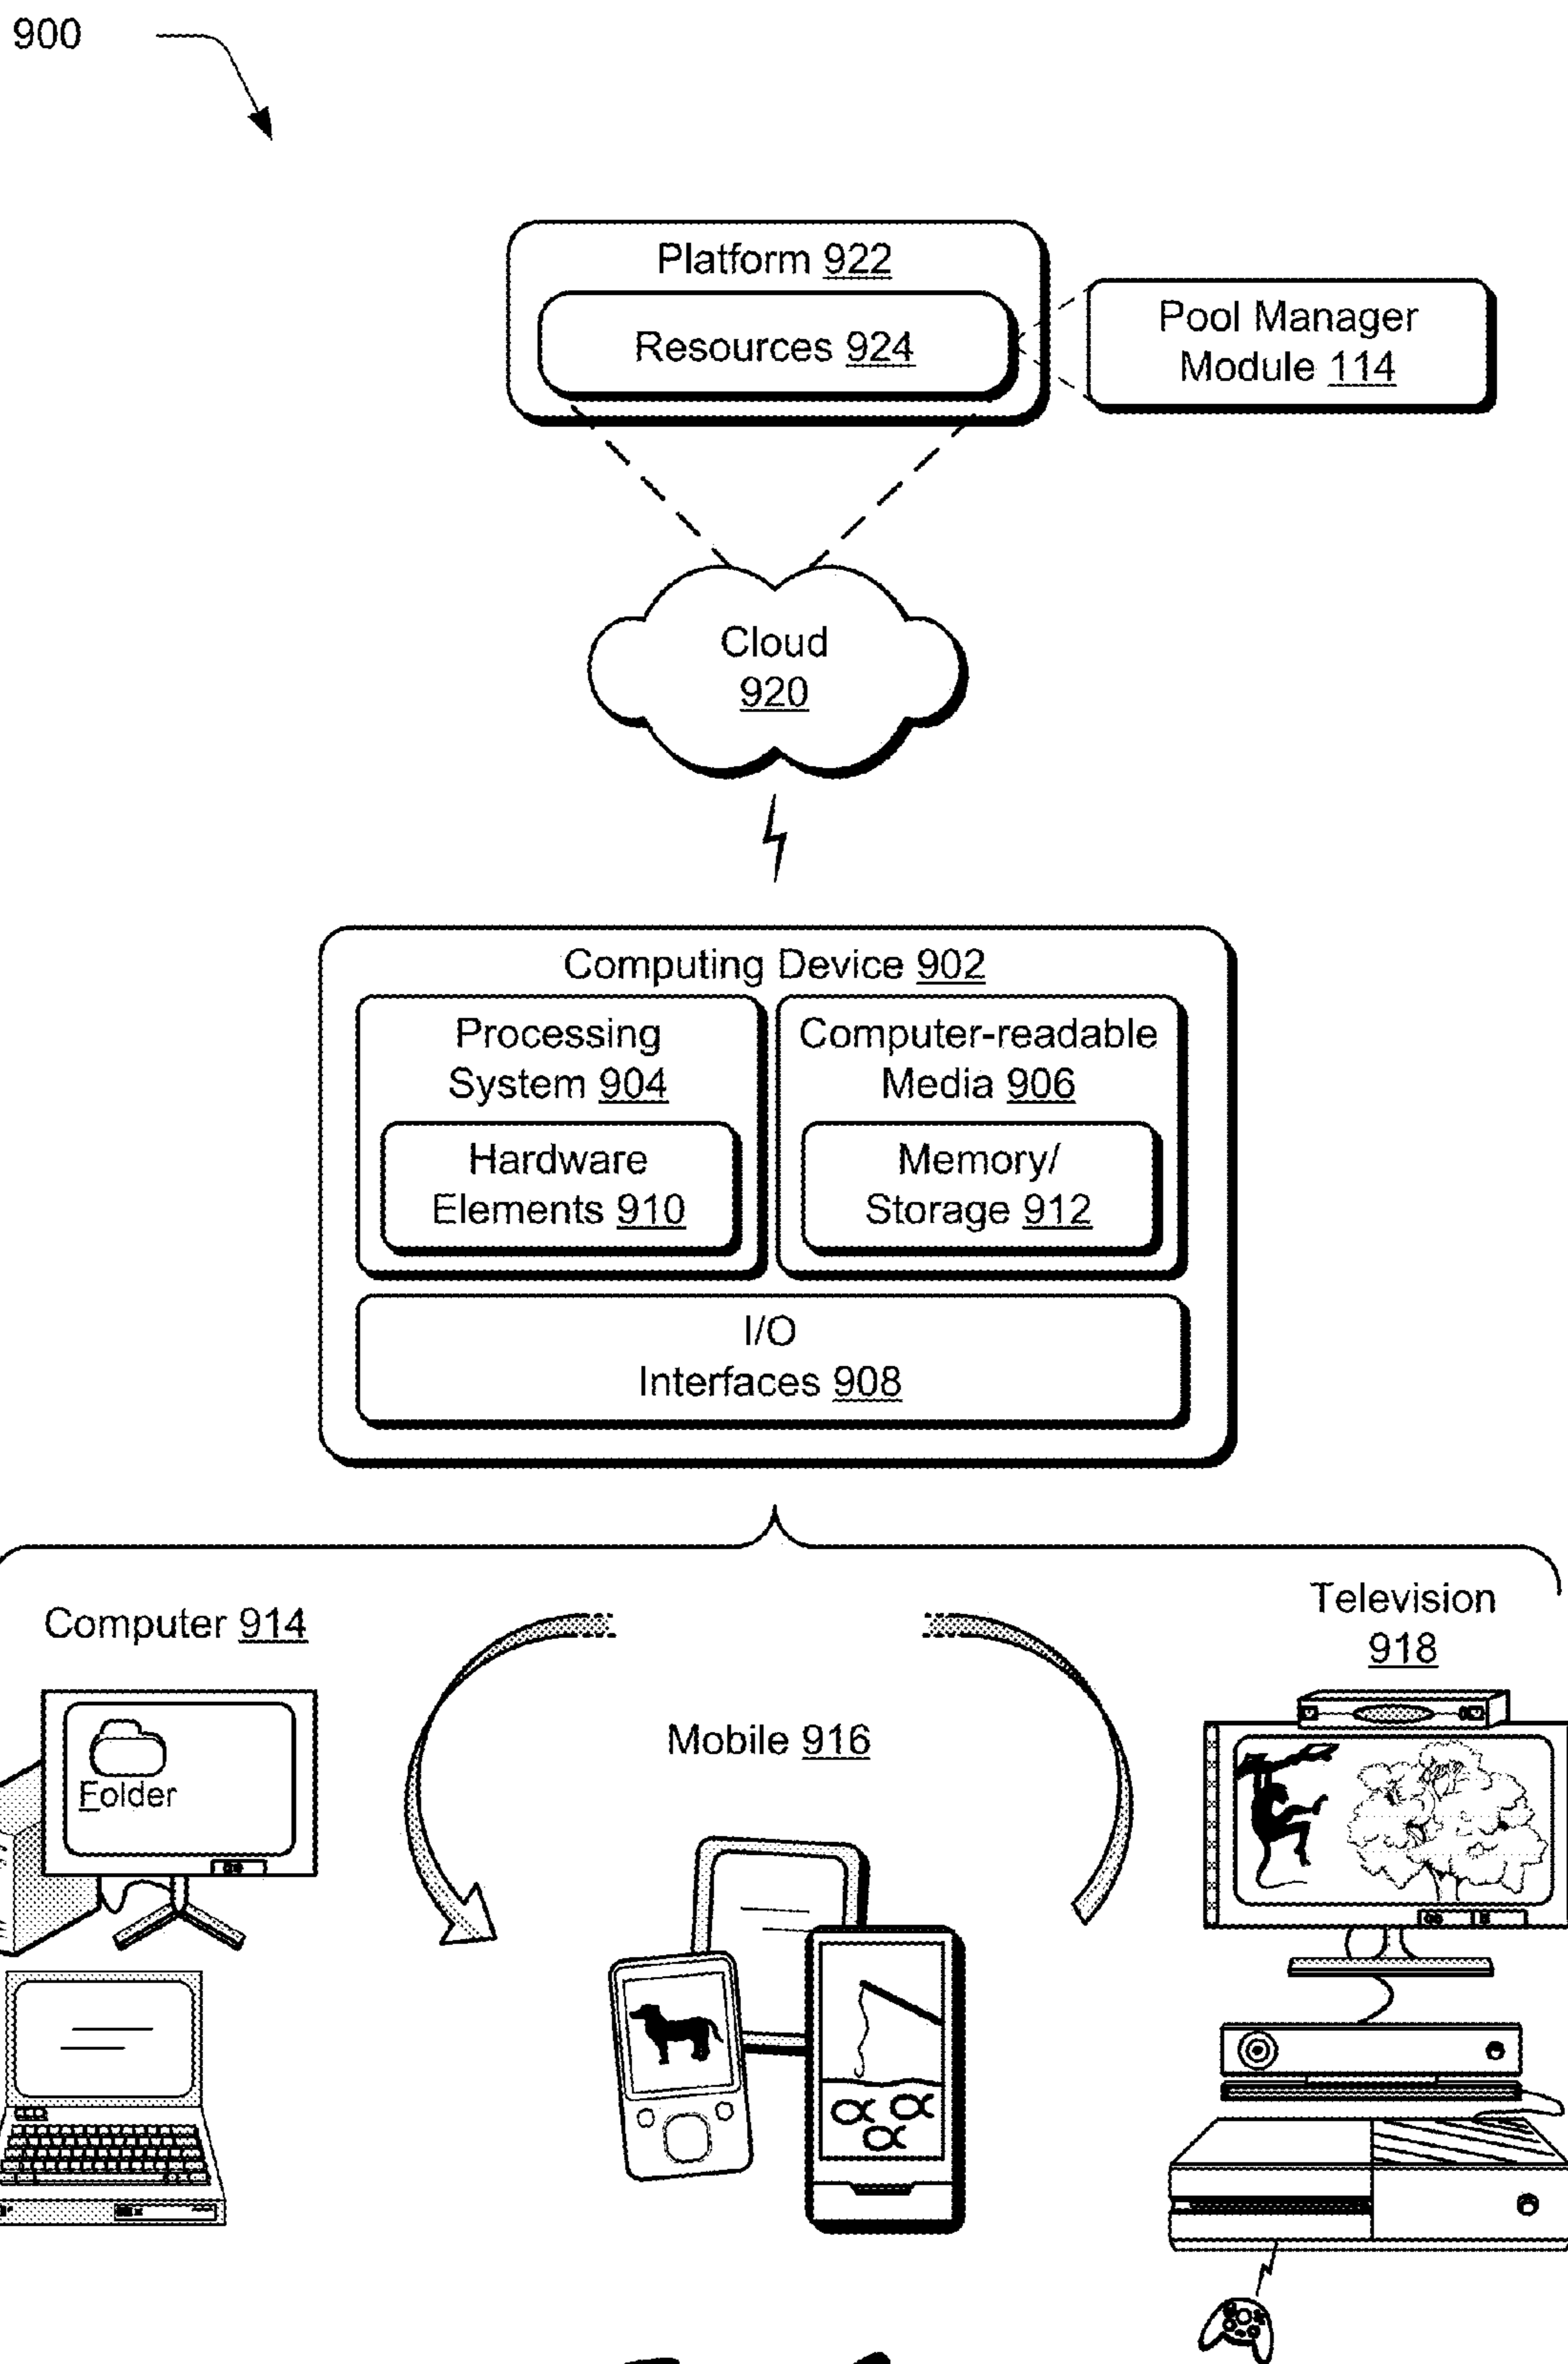 900
Platform 922
Resources 924
Pool Manager
Module 114
Cloud
920
Computing Device 902
Processing
System 904
Hardware
Elements 910
Computer-readable
Media 906
Memory/
Storage 912
I/O
Interfaces 908
Computer 914
Folder
Mobile 916
Television
918